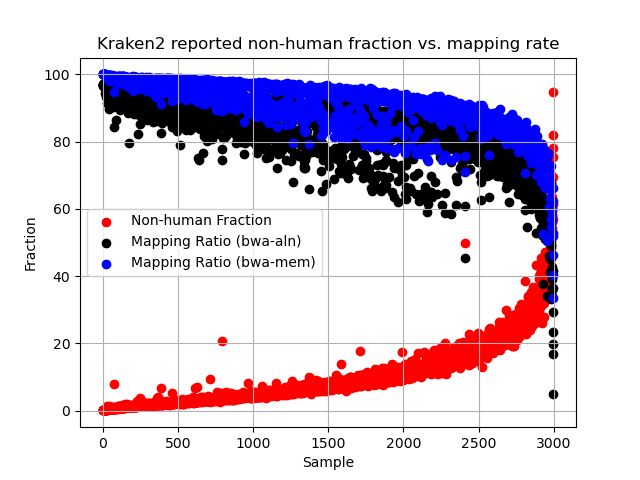 Kraken2 reported non-human fraction vs. mapping rate
Fraction
100
80
60
40
20
0
Non-human Fraction
Mapping Ratio (bwa-aln)
Mapping Ratio (bwa-mem)
0 500 1000 1500 2000 2500 3000
Sample